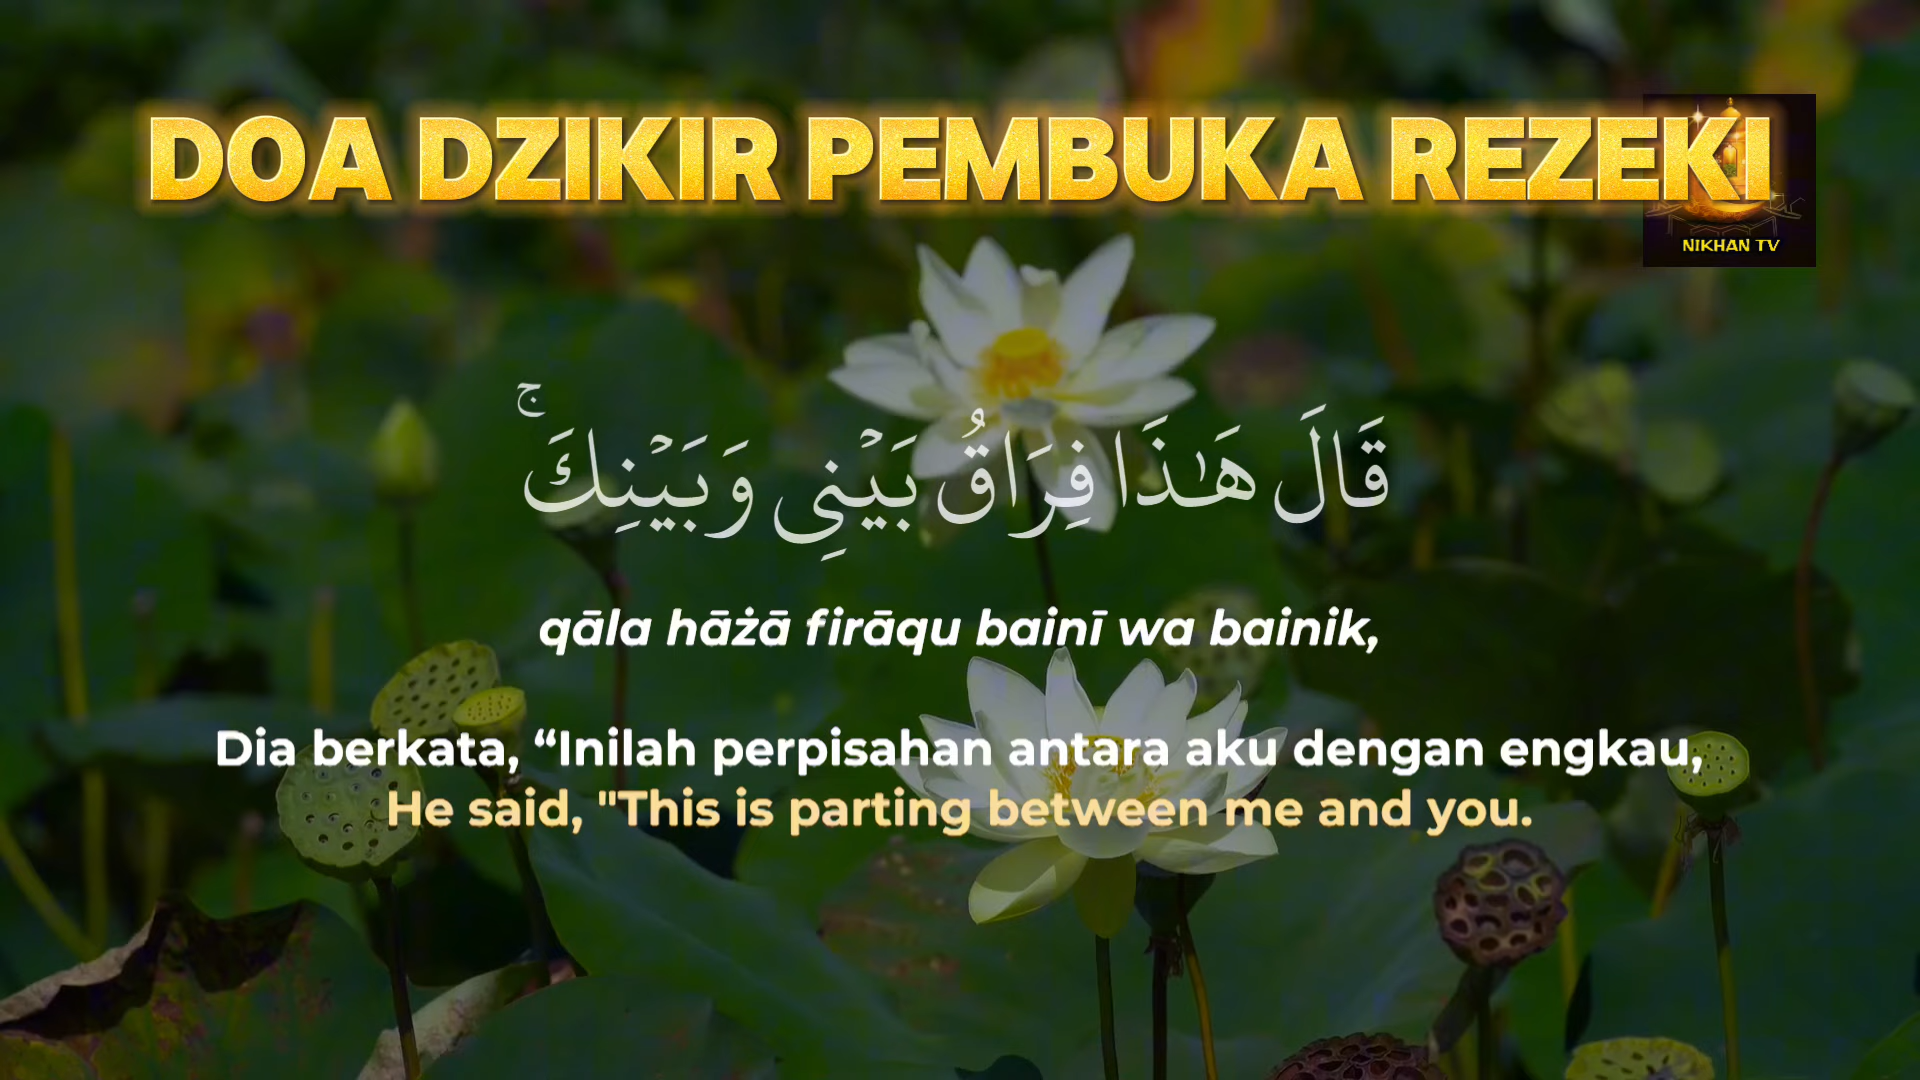 DOA DZIKIR PEMBUKA REZEKI
NIKHAN TV
قَالَ هَـٰذَا فِرَاقُ بَيْنِى وَبَيْنِكَ ۚ
qāla hāżā firāqu bainī wa bainik,
Dia berkata, “Inilah perpisahan antara aku dengan engkau,
He said, "This is parting between me and you.